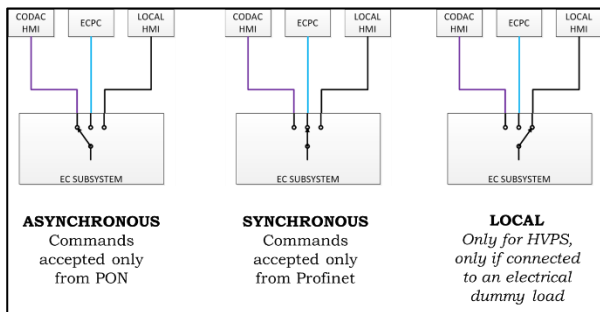 CODAC
HMI
ECPC
LOCAL
HMI
CODAC
HMI
ECPC
LOCAL
HMI
CODAC
HMI
ECPC
LOCAL
HMI
EC SUBSYSTEM
EC SUBSYSTEM
EC SUBSYSTEM
ASYNCHRONOUS
Commands
accepted only
from PON
SYNCHRONOUS
Commands
accepted only
from Profinet
LOCAL
Only for HVPS,
only if connected
to an electrical
dummy load